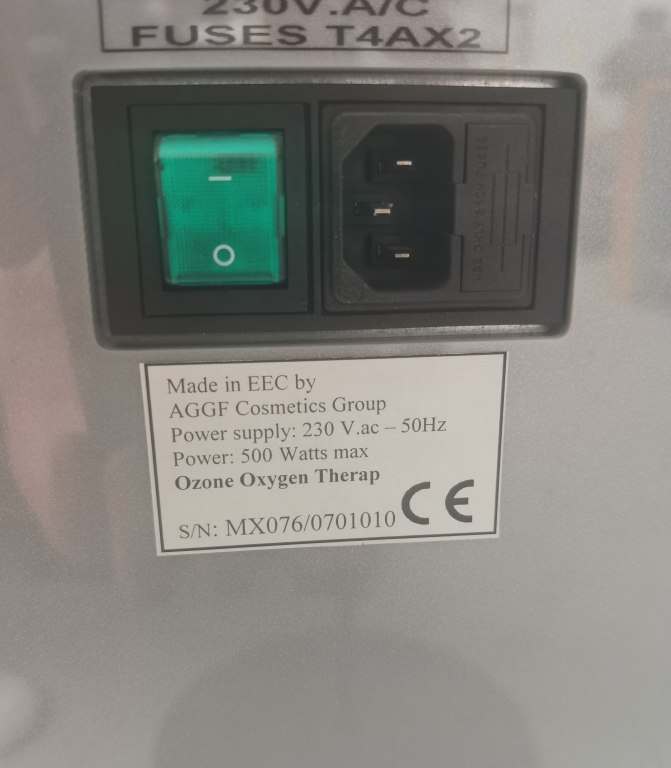 230V.A/C
FUSES T4AX2
Made in EEC by
AGGF Cosmetics Group
Power supply: 230 V.ac – 50Hz
Power: 500 Watts max
Ozone Oxygen Therap
S/N: MX076/0701010 CE